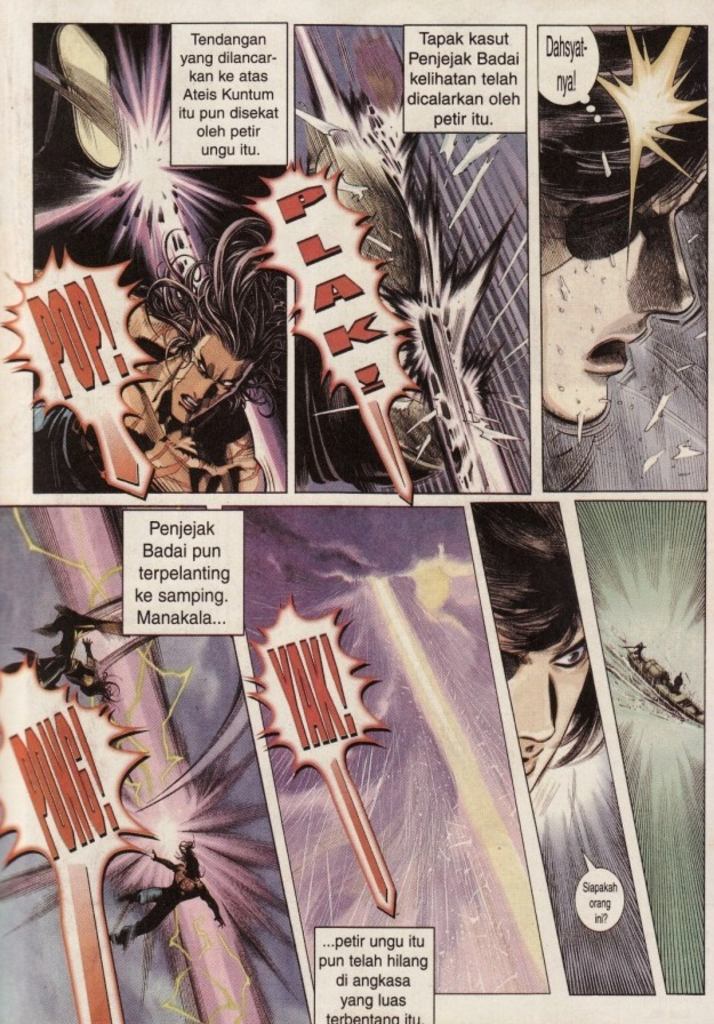 Tendangan
yang dilancar-
kan ke atas
Ateis Kuntum
itu pun disekat
oleh petir
ungu itu.
POP!
Tapak kasut
Penjejak Badai
kelihatan telah
dicalarkan oleh
petir itu.
PLAK!!
Dahsyat-
nya!
Penjejak
Badai pun
terpelanting
ke samping.
Manakala...
PONG!
YAK!
...petir ungu itu
pun telah hilang
di angkasa
yang luas
terbentang itu.
Siapakah
orang
ini?